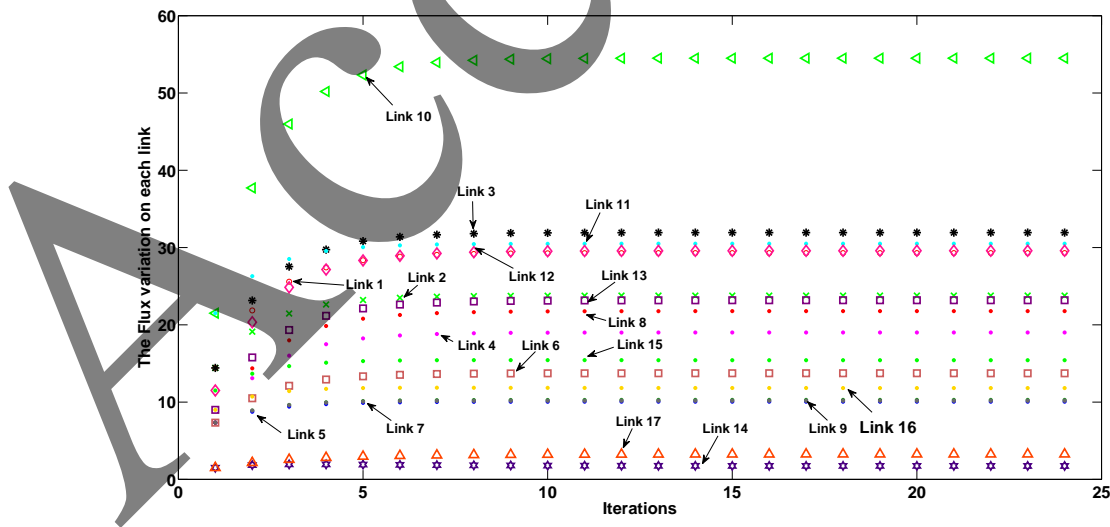 60
50
40
30
20
10
0
The Flux variation on each link
Link 10
Link 3
Link 11
Link 1
Link 12
Link 2
Link 13
Link 8
Link 4
Link 6
Link 15
Link 5
Link 7
Link 17
Link 14
Link 9
Link 16
0
5
10
15
20
25
Iterations
Ac